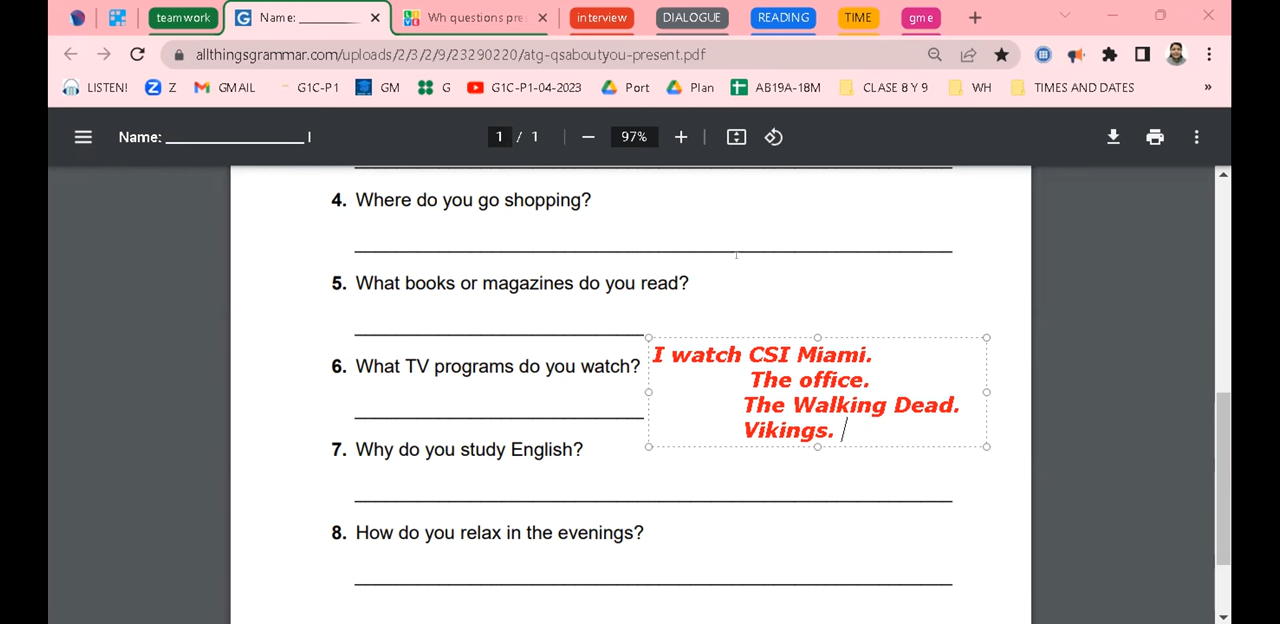 teamwork
Name: ________
Wh questions pre
interview
DIALOGUE
READING
TIME
gme
allthingsgrammar.com/uploads/2/3/2/9/23290220/atg-qsaboutyou-present.pdf
LISTEN!
Z
GMAIL
G1C-P1
GM
G
G1C-P1-04-2023
Port
Plan
AB19A-18M
CLASE 8 Y 9
WH
TIMES AND DATES
»
Name: __________________ I
1 / 1
97%
4. Where do you go shopping?
5. What books or magazines do you read?
6. What TV programs do you watch?
I watch CSI Miami.
The office.
The Walking Dead.
Vikings.
7. Why do you study English?
8. How do you relax in the evenings?